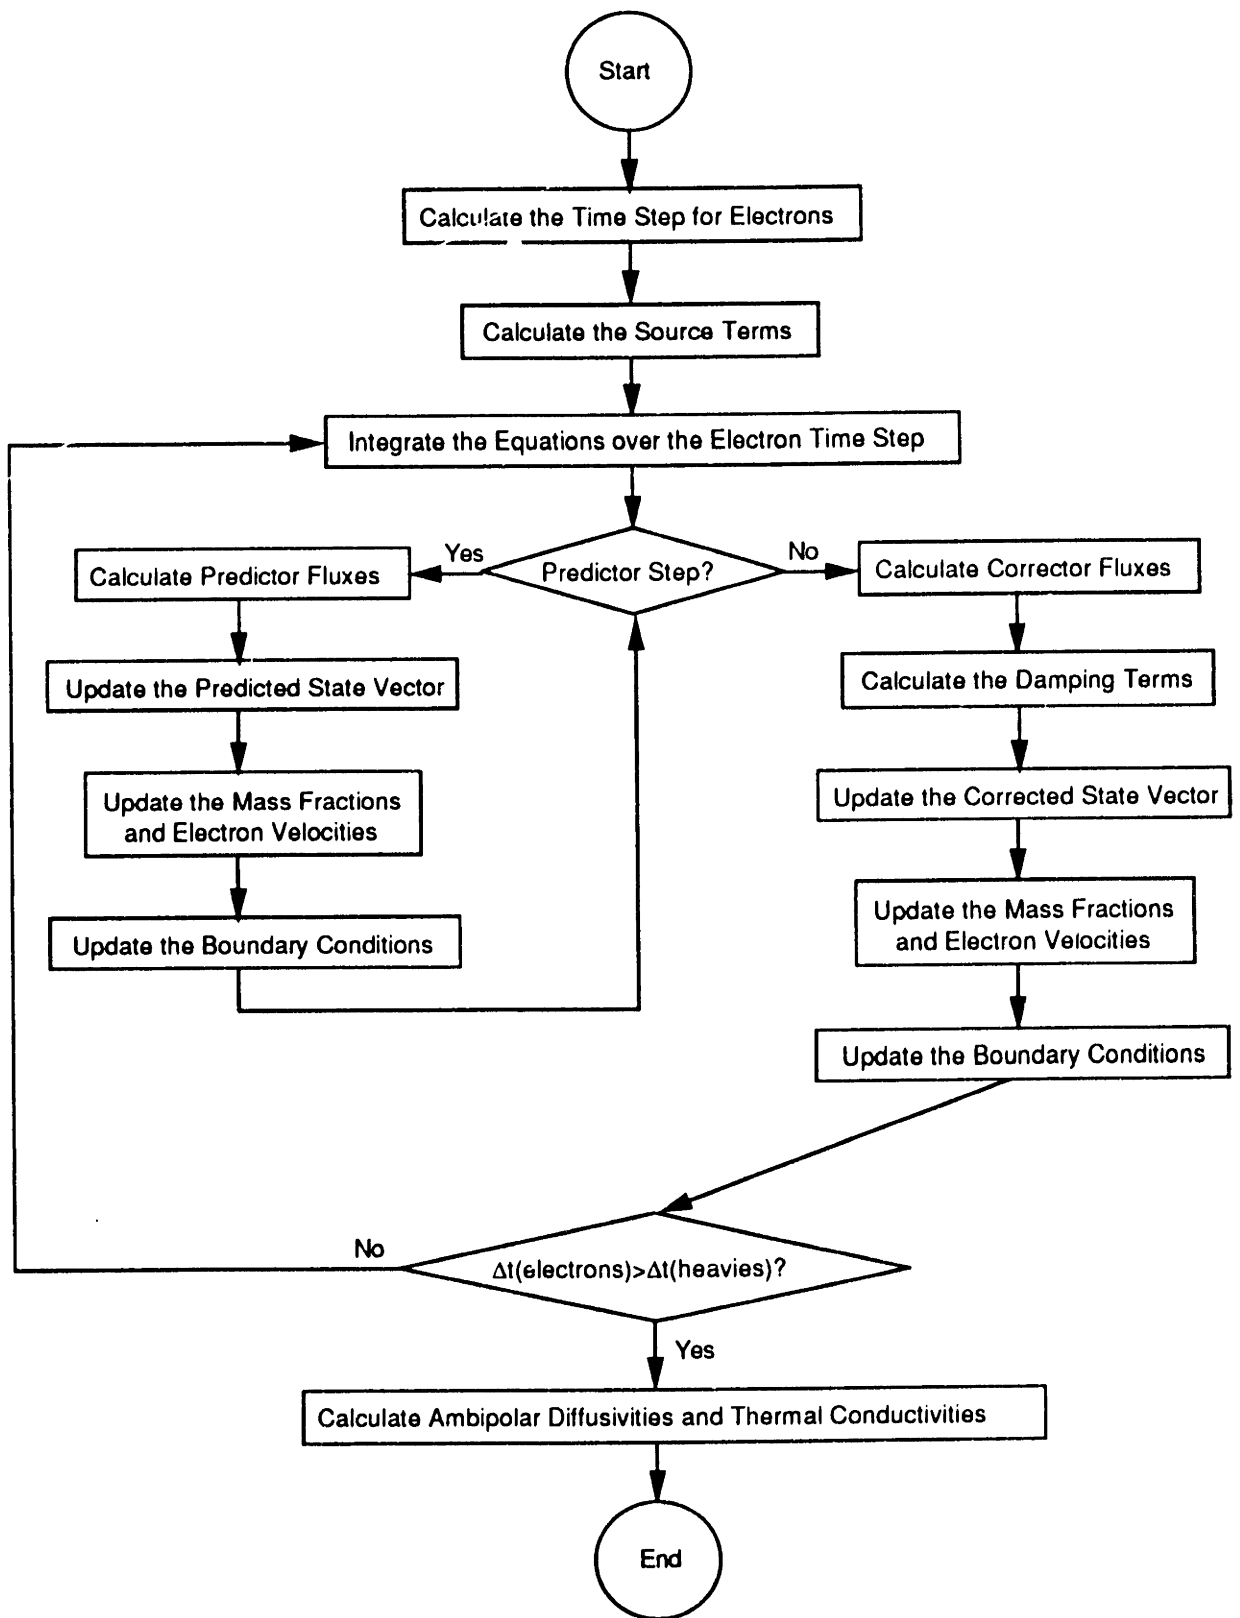 Start
Calculate the Time Step for Electrons
Calculate the Source Terms
Integrate the Equations over the Electron Time Step
Predictor Step?
Yes
No
Calculate Predictor Fluxes
Update the Predicted State Vector
Update the Mass Fractions
and Electron Velocities
Update the Boundary Conditions
Calculate Corrector Fluxes
Calculate the Damping Terms
Update the Corrected State Vector
Update the Mass Fractions
and Electron Velocities
Update the Boundary Conditions
No
Δt(electrons)>Δt(heavies)?
Yes
Calculate Ambipolar Diffusivities and Thermal Conductivities
End